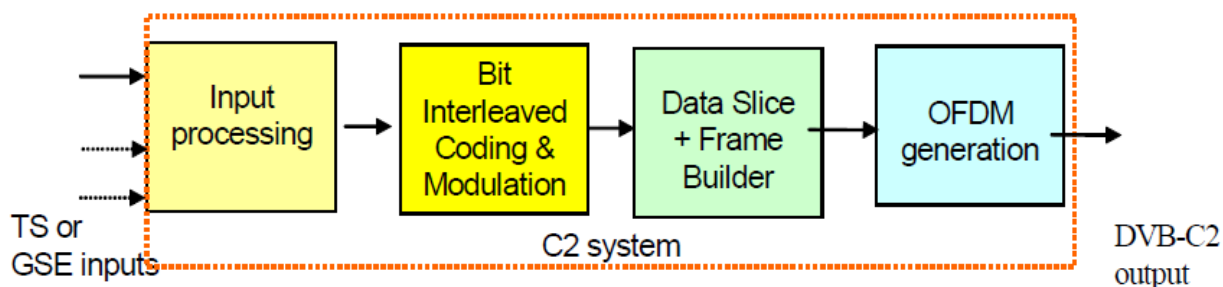 Input
processing
Bit
Interleaved
Coding &
Modulation
Data Slice
+ Frame
Builder
OFDM
generation
TS or
GSE inputs
C2 system
DVB-C2
output